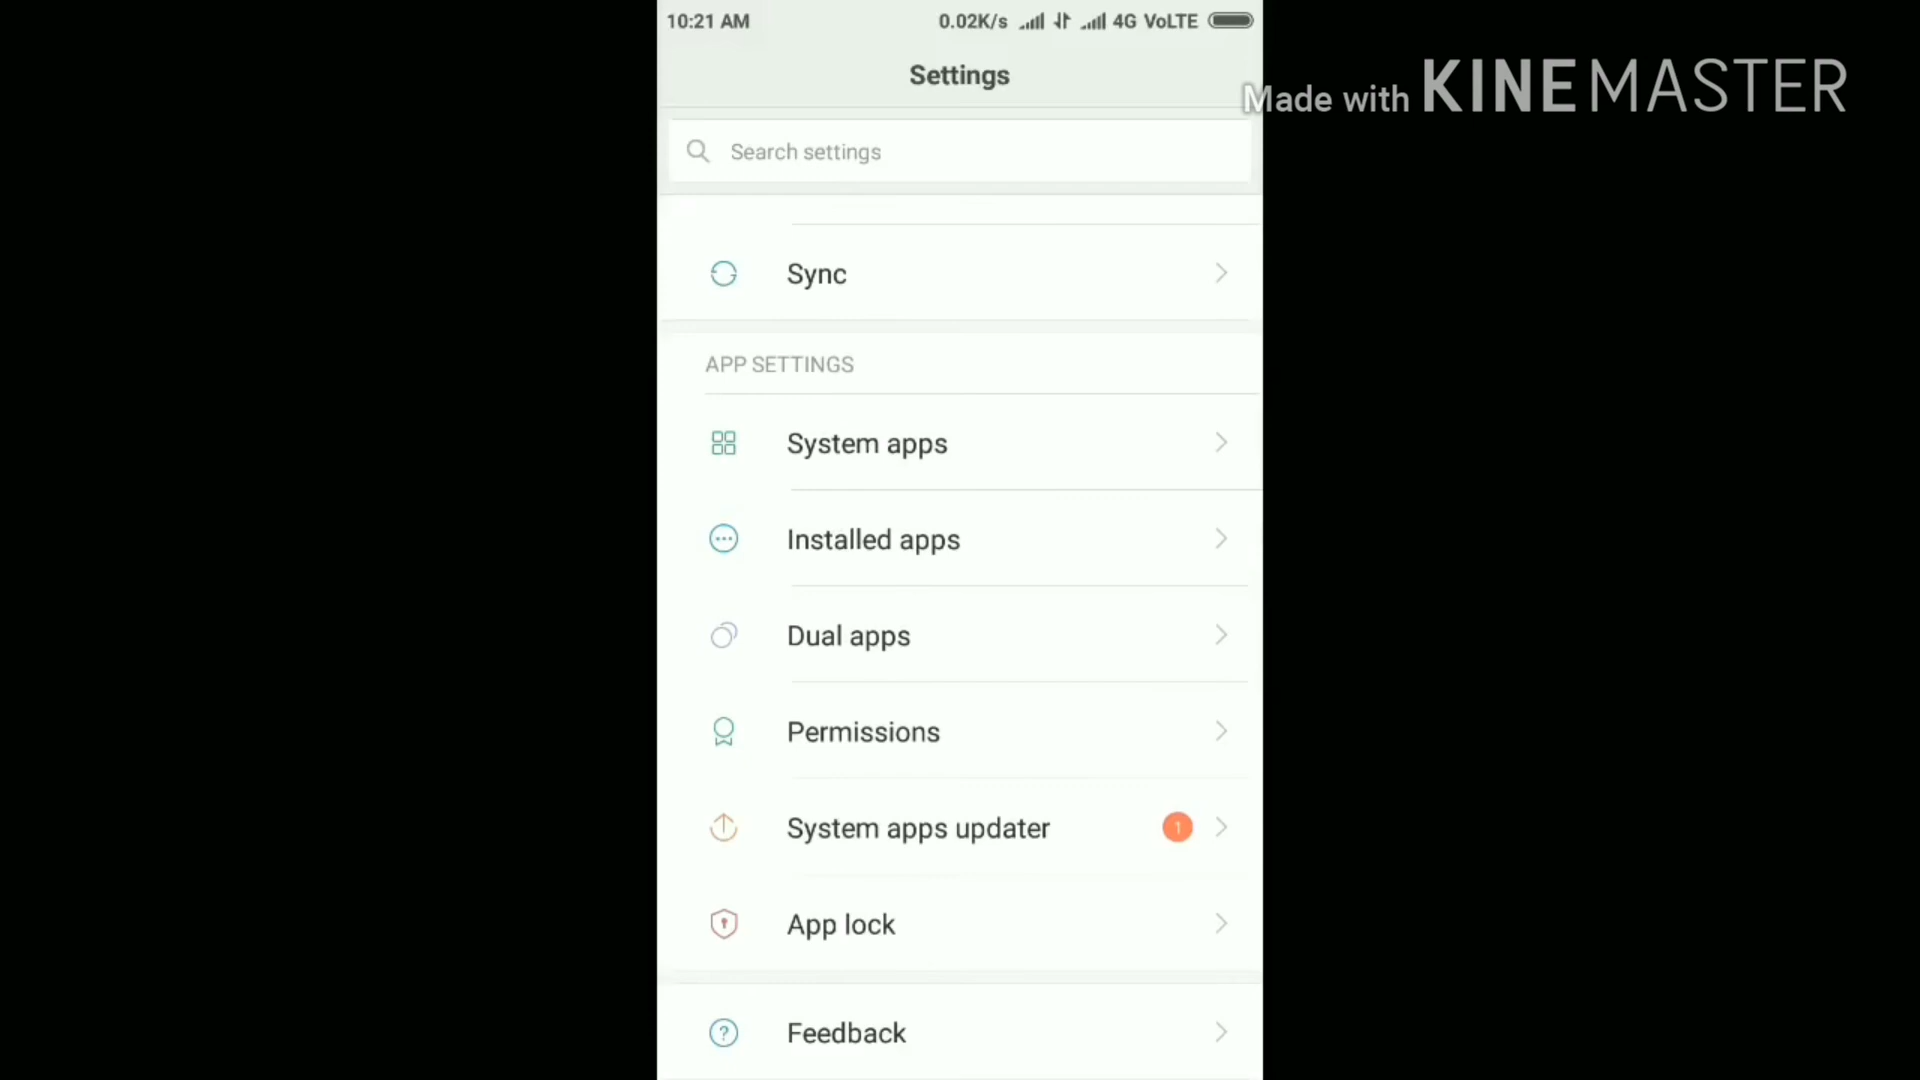 10:21 AM 0.02K/s 4G VoLTE
Settings
Made with KINEMASTER
Search settings
Sync
APP SETTINGS
System apps
Installed apps
Dual apps
Permissions
System apps updater 1
App lock
Feedback